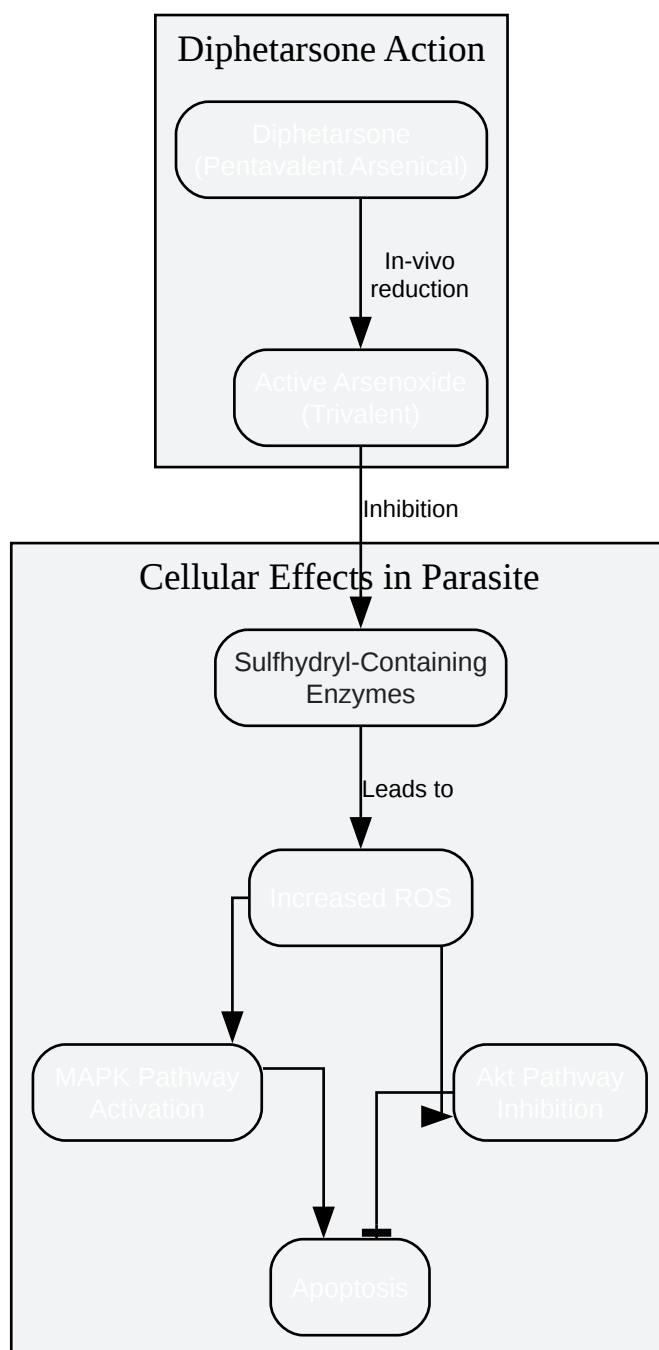 Diphetarsone Action
Diphetarsone
(Pentavalent Arsenical)
In-vivo
reduction
Active Arsenoxide
(Trivalent)
Inhibition
Cellular Effects in Parasite
Sulfhydryl-Containing
Enzymes
Leads to
Increased ROS
MAPK Pathway
Activation
Akt Pathway
Inhibition
Apoptosis